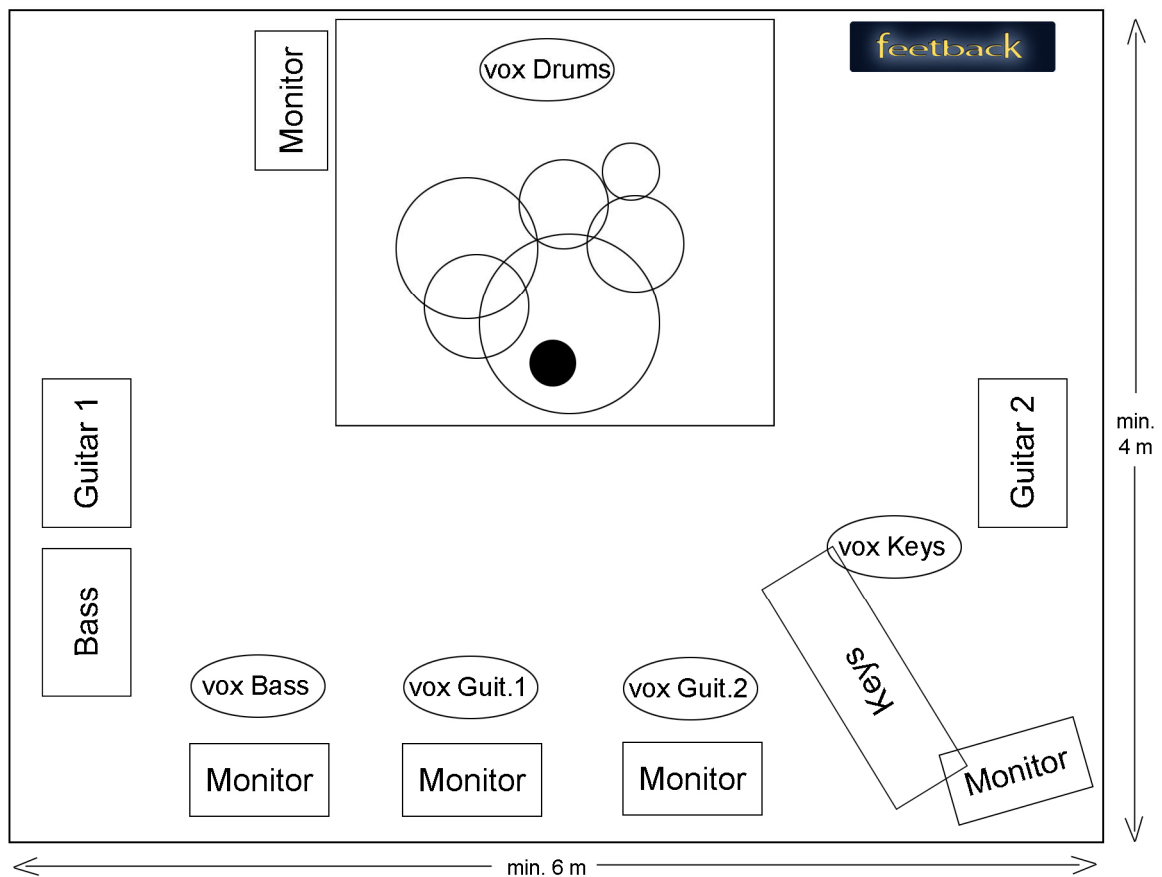 feetback
Monitor
vox Drums
Guitar 1
Guitar 2
min.
4 m
vox Keys
Bass
Keys
vox Bass
vox Guit.1
vox Guit.2
Monitor
Monitor
Monitor
Monitor
min. 6 m